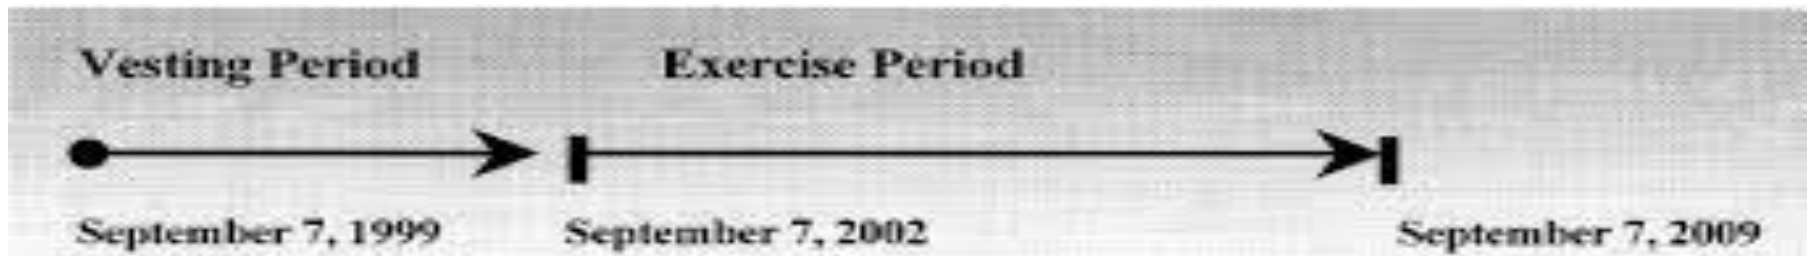 Vesting Period Exercise Period
September 7, 1999 September 7, 2002 September 7, 2009